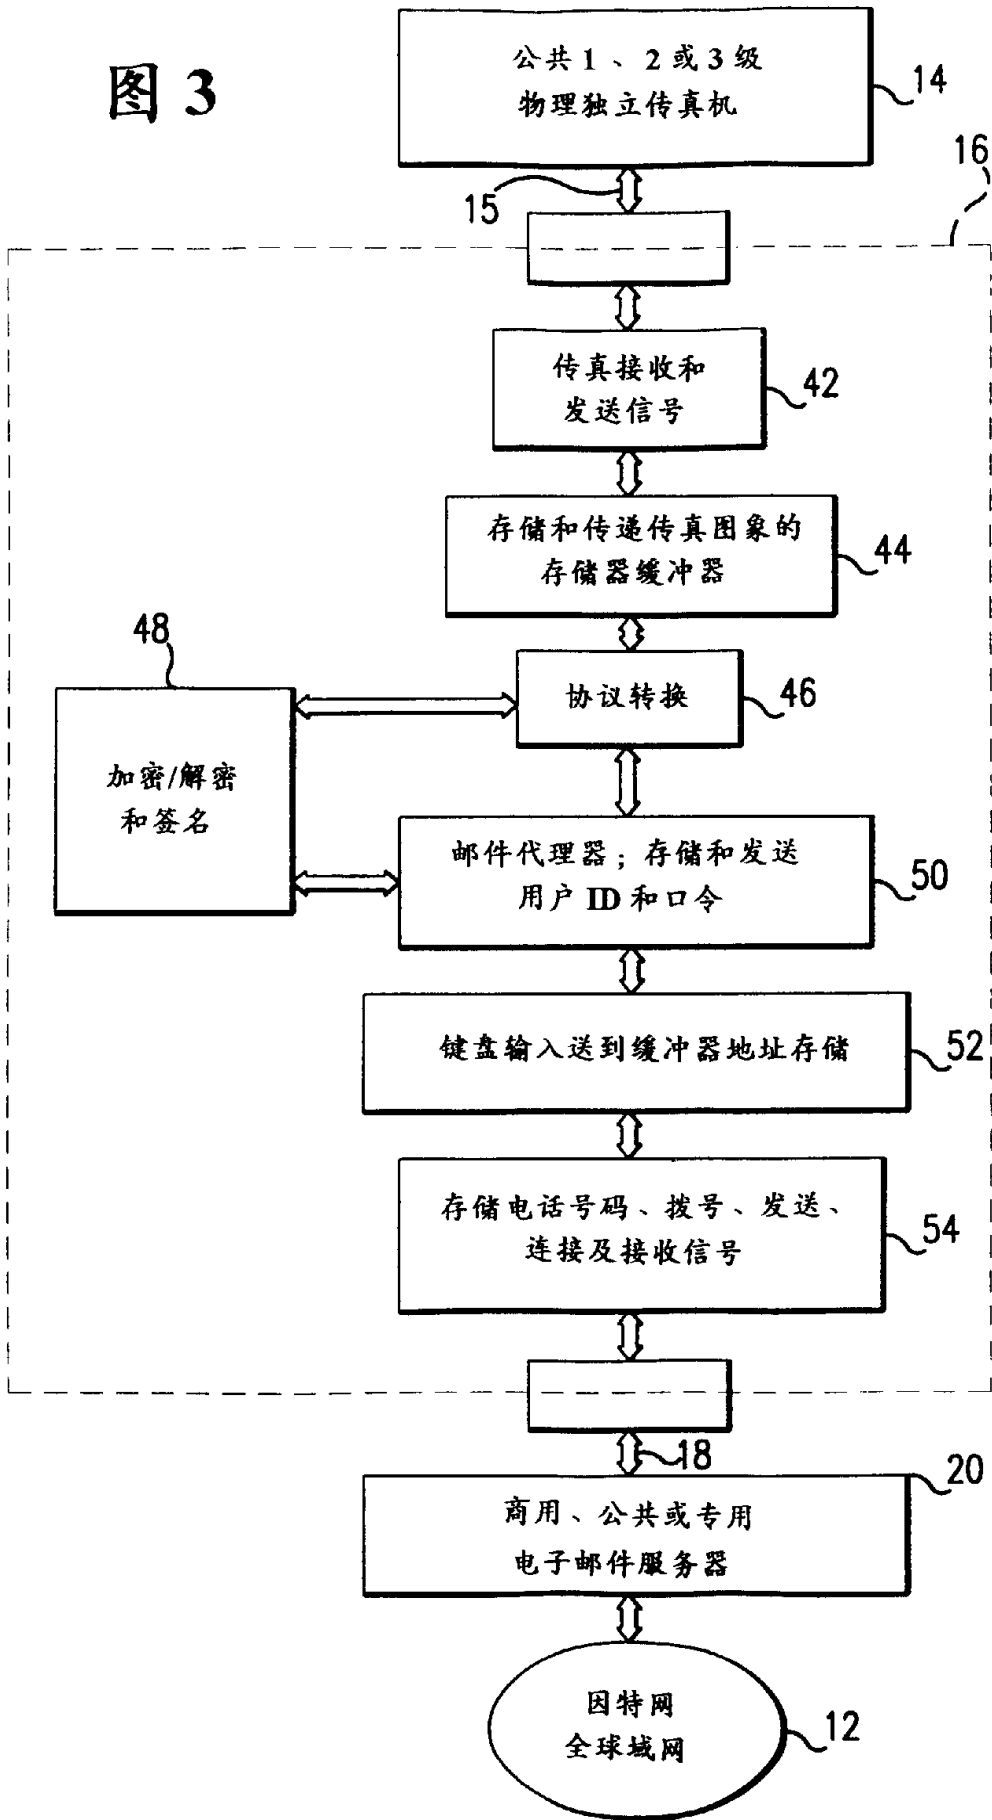 图 3
公共1、2或3级
物理独立传真机
14
16
15
传真接收和
发送信号
42
存储和传递传真图象的
存储器缓冲器
44
48
协议转换
46
加密/解密
和签名
邮件代理器；存储和发送
用户 ID 和口令
50
键盘输入送到缓冲器地址存储
52
存储电话号码、拨号、发送、
连接及接收信号
54
18
20
商用、公共或专用
电子邮件服务器
因特网
全球域网
12